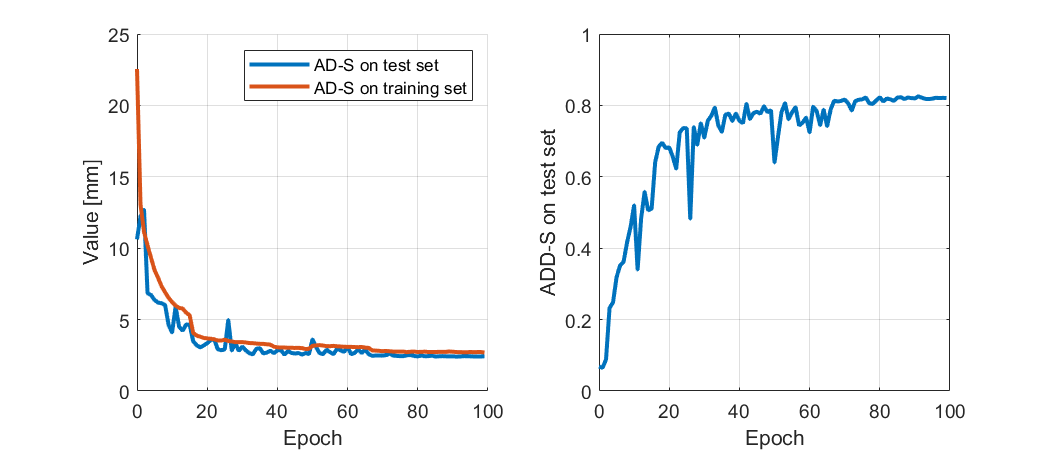 25
20
15
10
5
0
Value [mm]
0 20 40 60 80 100
Epoch
AD-S on test set
AD-S on training set
1
0.8
0.6
0.4
0.2
0
ADD-S on test set
0 20 40 60 80 100
Epoch